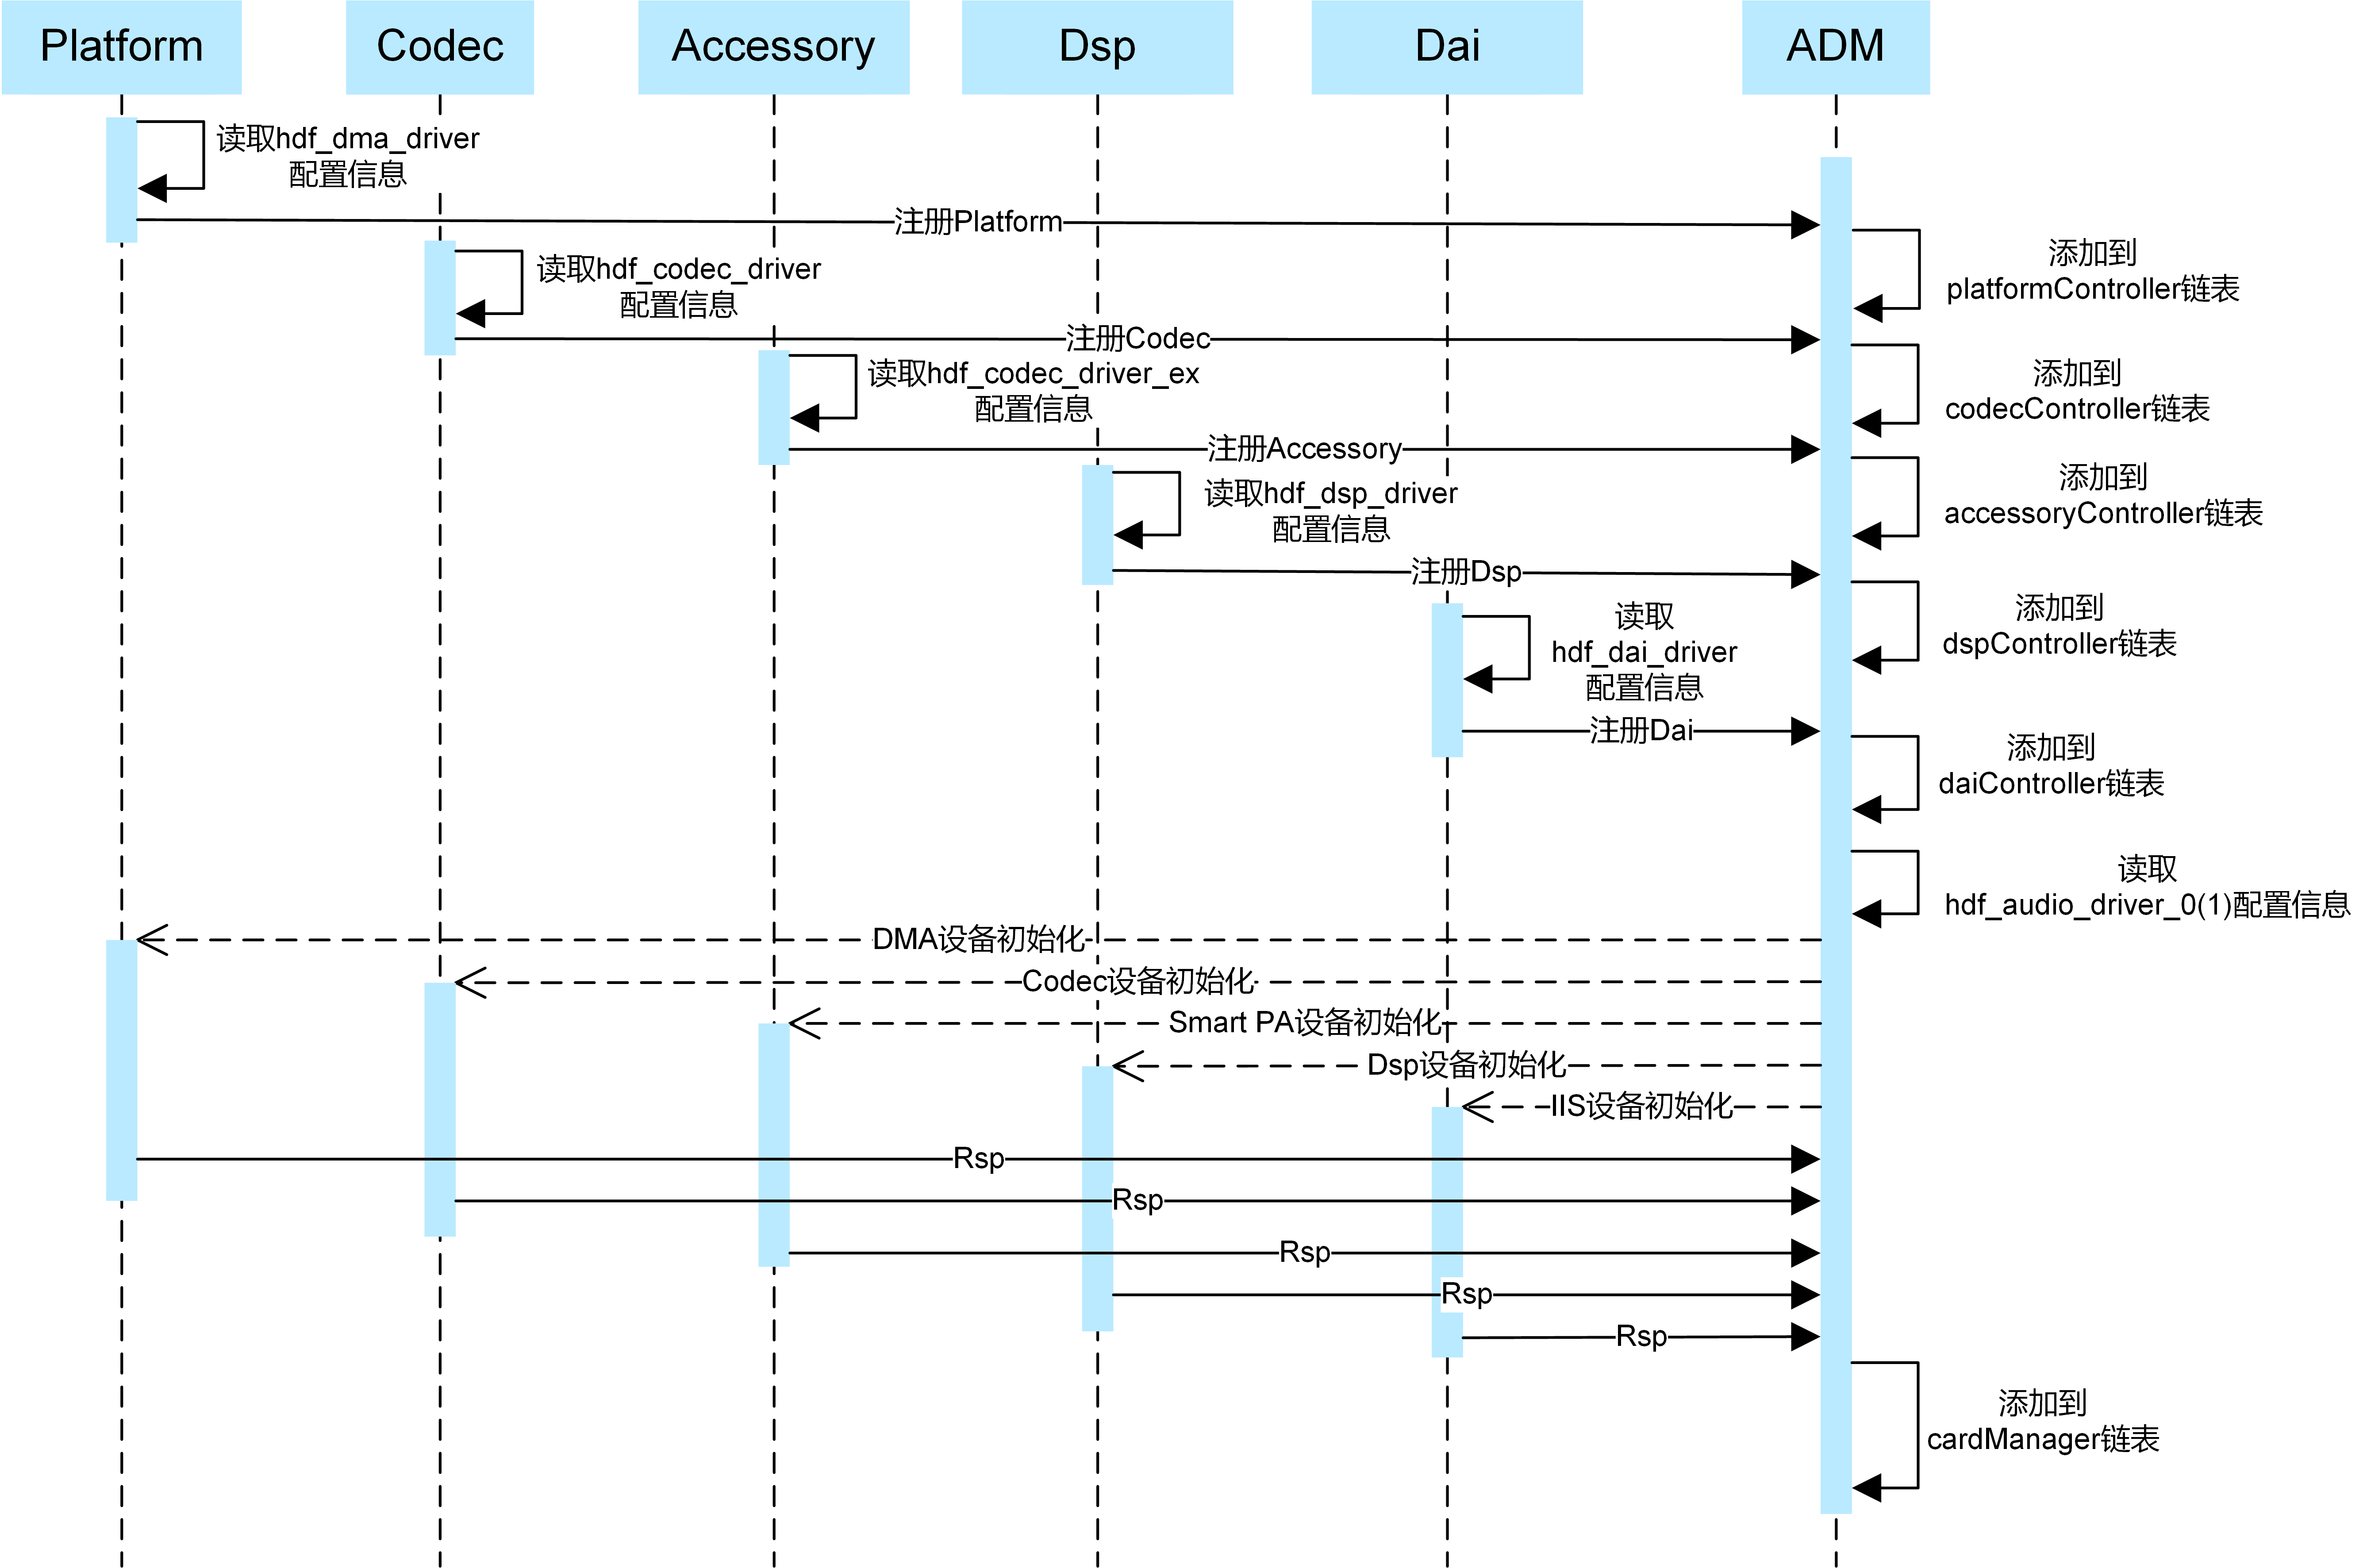 Platform
Codec
Accessory
Dsp
Dai
ADM
读取hdf_dma_driver
配置信息
注册Platform
添加到
platformController链表
读取hdf_codec_driver
配置信息
注册Codec
添加到
codecController链表
读取hdf_codec_driver_ex
配置信息
注册Accessory
添加到
accessoryController链表
读取hdf_dsp_driver
配置信息
注册Dsp
添加到
dspController链表
读取
hdf_dai_driver
配置信息
注册Dai
添加到
daiController链表
读取
hdf_audio_driver_0(1)配置信息
DMA设备初始化
Codec设备初始化
Smart PA设备初始化
Dsp设备初始化
IIS设备初始化
Rsp
Rsp
Rsp
Rsp
Rsp
添加到
cardManager链表